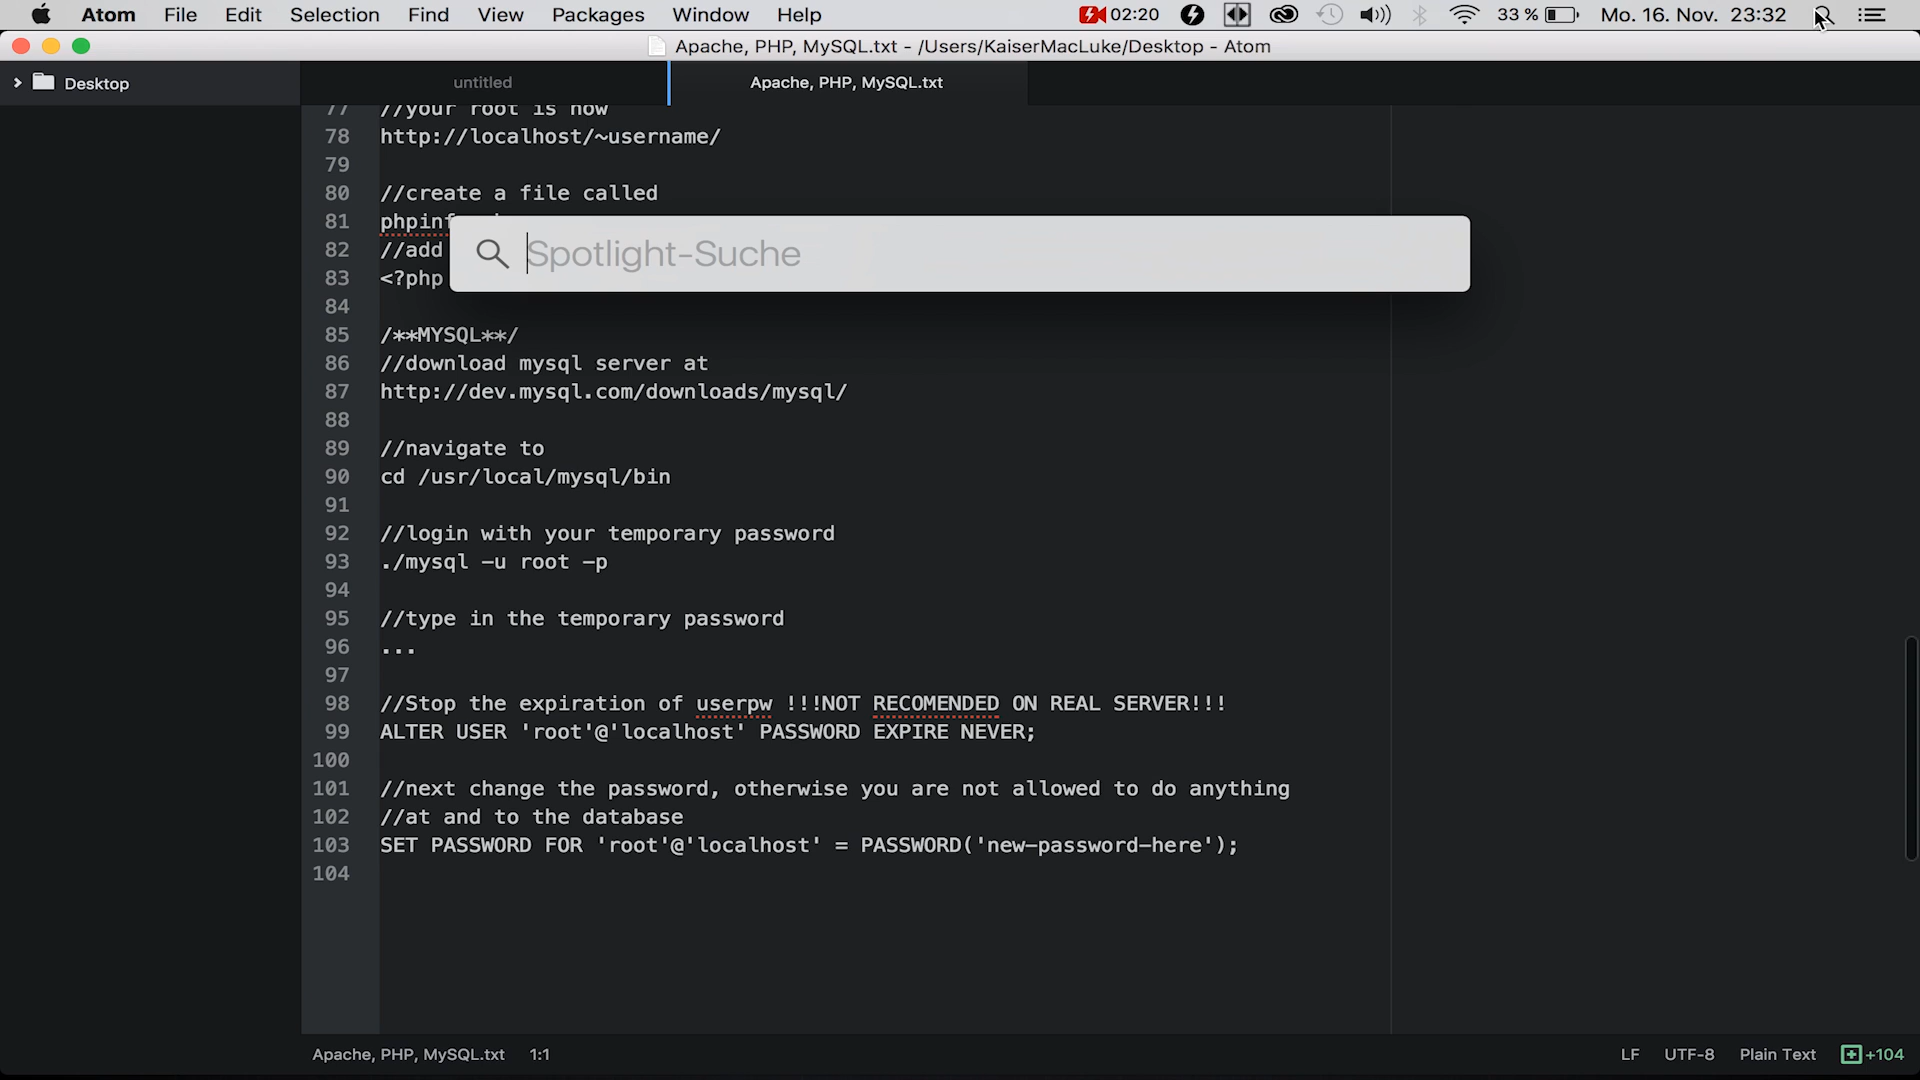 Atom File Edit Selection Find View Packages Window Help 02:20 33 % Mo. 16. Nov. 23:32
Apache, PHP, MySQL.txt - /Users/KaiserMacLuke/Desktop - Atom
Desktop
untitled
Apache, PHP, MySQL.txt
77 //your root is now
78 http://localhost/~username/
79
80 //create a file called
81
82 //add
83 <?php
Spotlight-Suche
84
85 /**MYSQL**/
86 //download mysql server at
87 http://dev.mysql.com/downloads/mysql/
88
89 //navigate to
90 cd /usr/local/mysql/bin
91
92 //login with your temporary password
93 ./mysql -u root -p
94
95 //type in the temporary password
96 ...
97
98 //Stop the expiration of userpw !!!NOT RECOMENDED ON REAL SERVER!!!
99 ALTER USER 'root'@'localhost' PASSWORD EXPIRE NEVER;
100
101 //next change the password, otherwise you are not allowed to do anything
102 //at and to the database
103 SET PASSWORD FOR 'root'@'localhost' = PASSWORD('new-password-here');
104
Apache, PHP, MySQL.txt 1:1 LF UTF-8 Plain Text +104